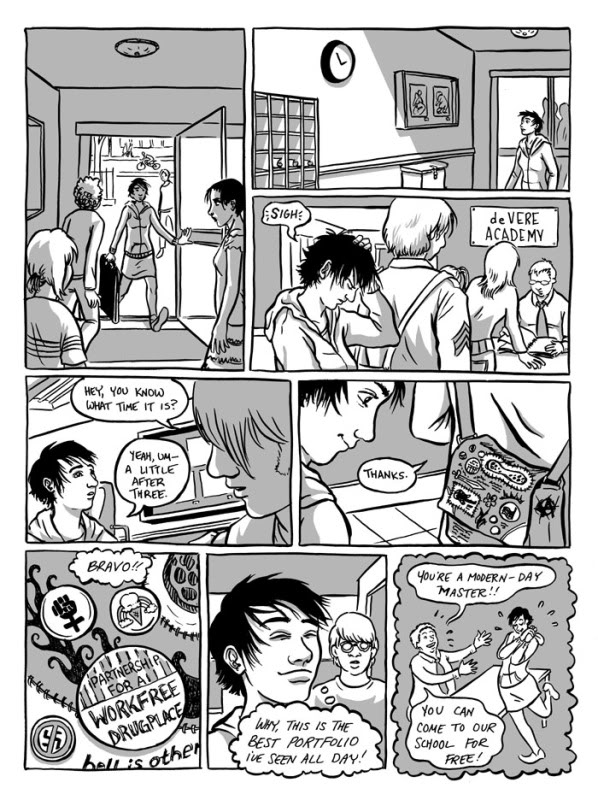 SIGH
de VERE
ACADEMY
HEY, YOU KNOW
WHAT TIME IT IS?
YEAH, UM–
A LITTLE
AFTER
THREE.
THANKS.
BRAVO!!
PARTNERSHIP
FOR A
WORKFREE
DRUGPLACE
hell is other
WHY, THIS IS THE
BEST PORTFOLIO
I'VE SEEN ALL DAY!
YOU'RE A MODERN-DAY
MASTER!!
YOU CAN
COME TO OUR
SCHOOL FOR
FREE!